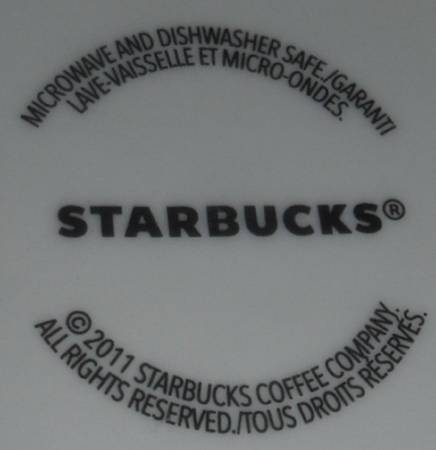 MICROWAVE AND DISHWASHER SAFE./GARANTI
LAVE-VAISSELLE ET MICRO-ONDES.
STARBUCKS®
© 2011 STARBUCKS COFFEE COMPANY.
ALL RIGHTS RESERVED./TOUS DROITS RÉSERVÉS.